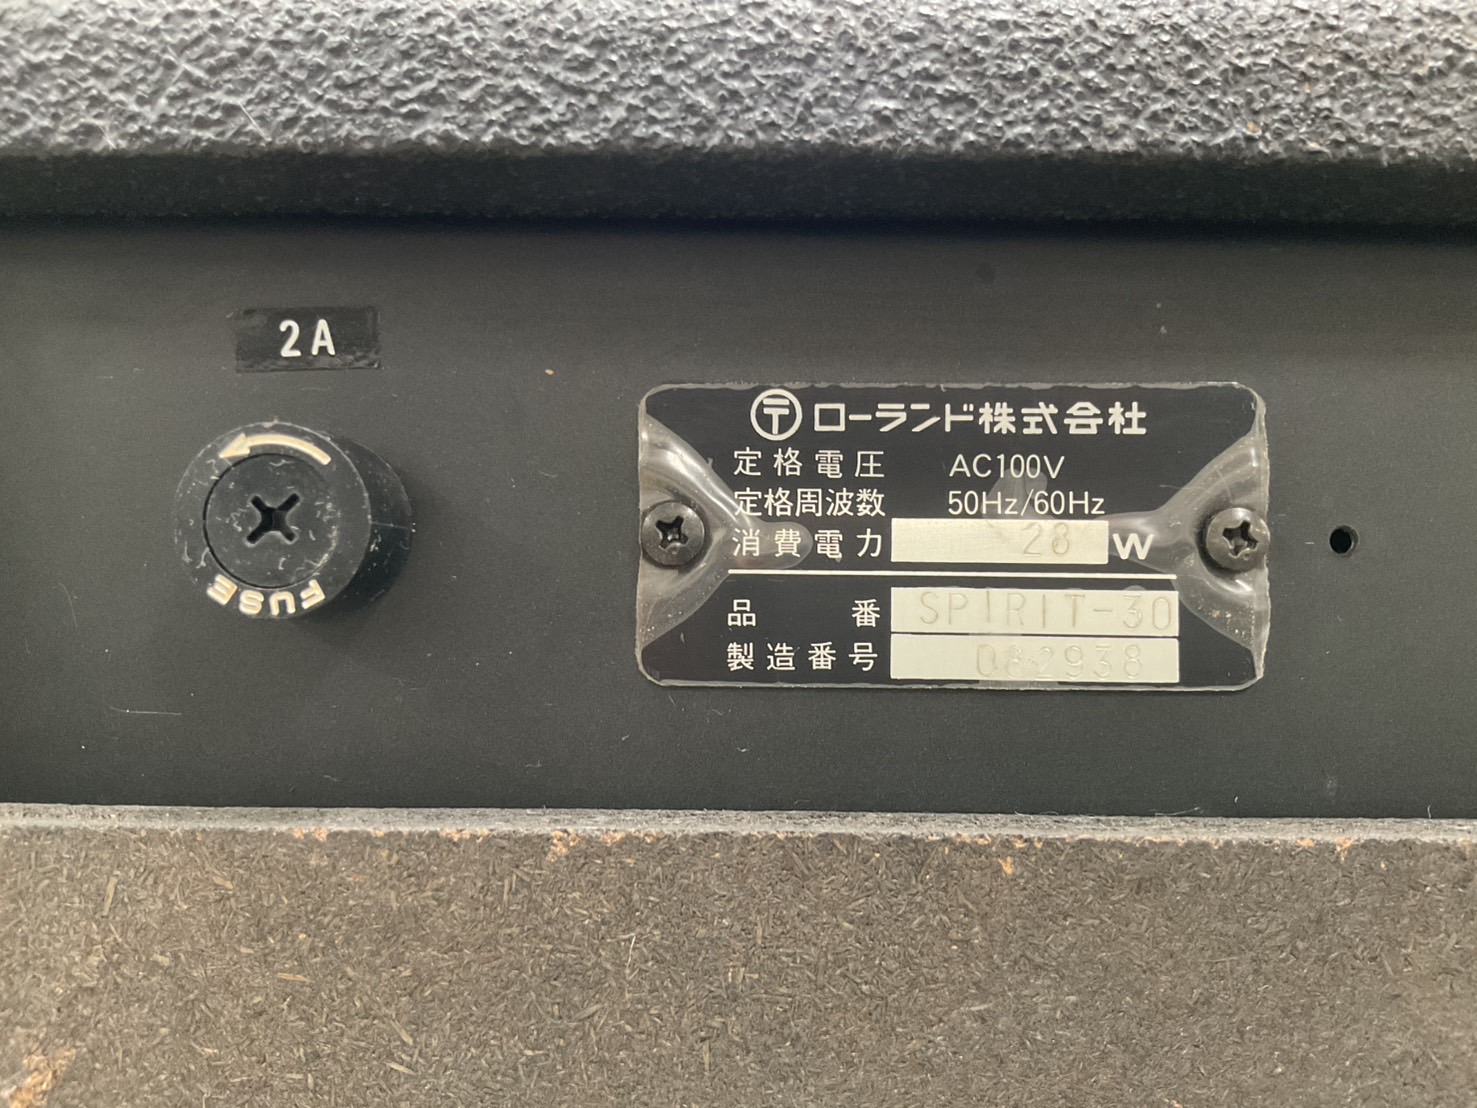 2A
FUSE
〒 ローランド株式会社
定格電圧 AC100V
定格周波数 50Hz/60Hz
消費電力 28 W
品番 SPIRIT-30
製造番号 082938